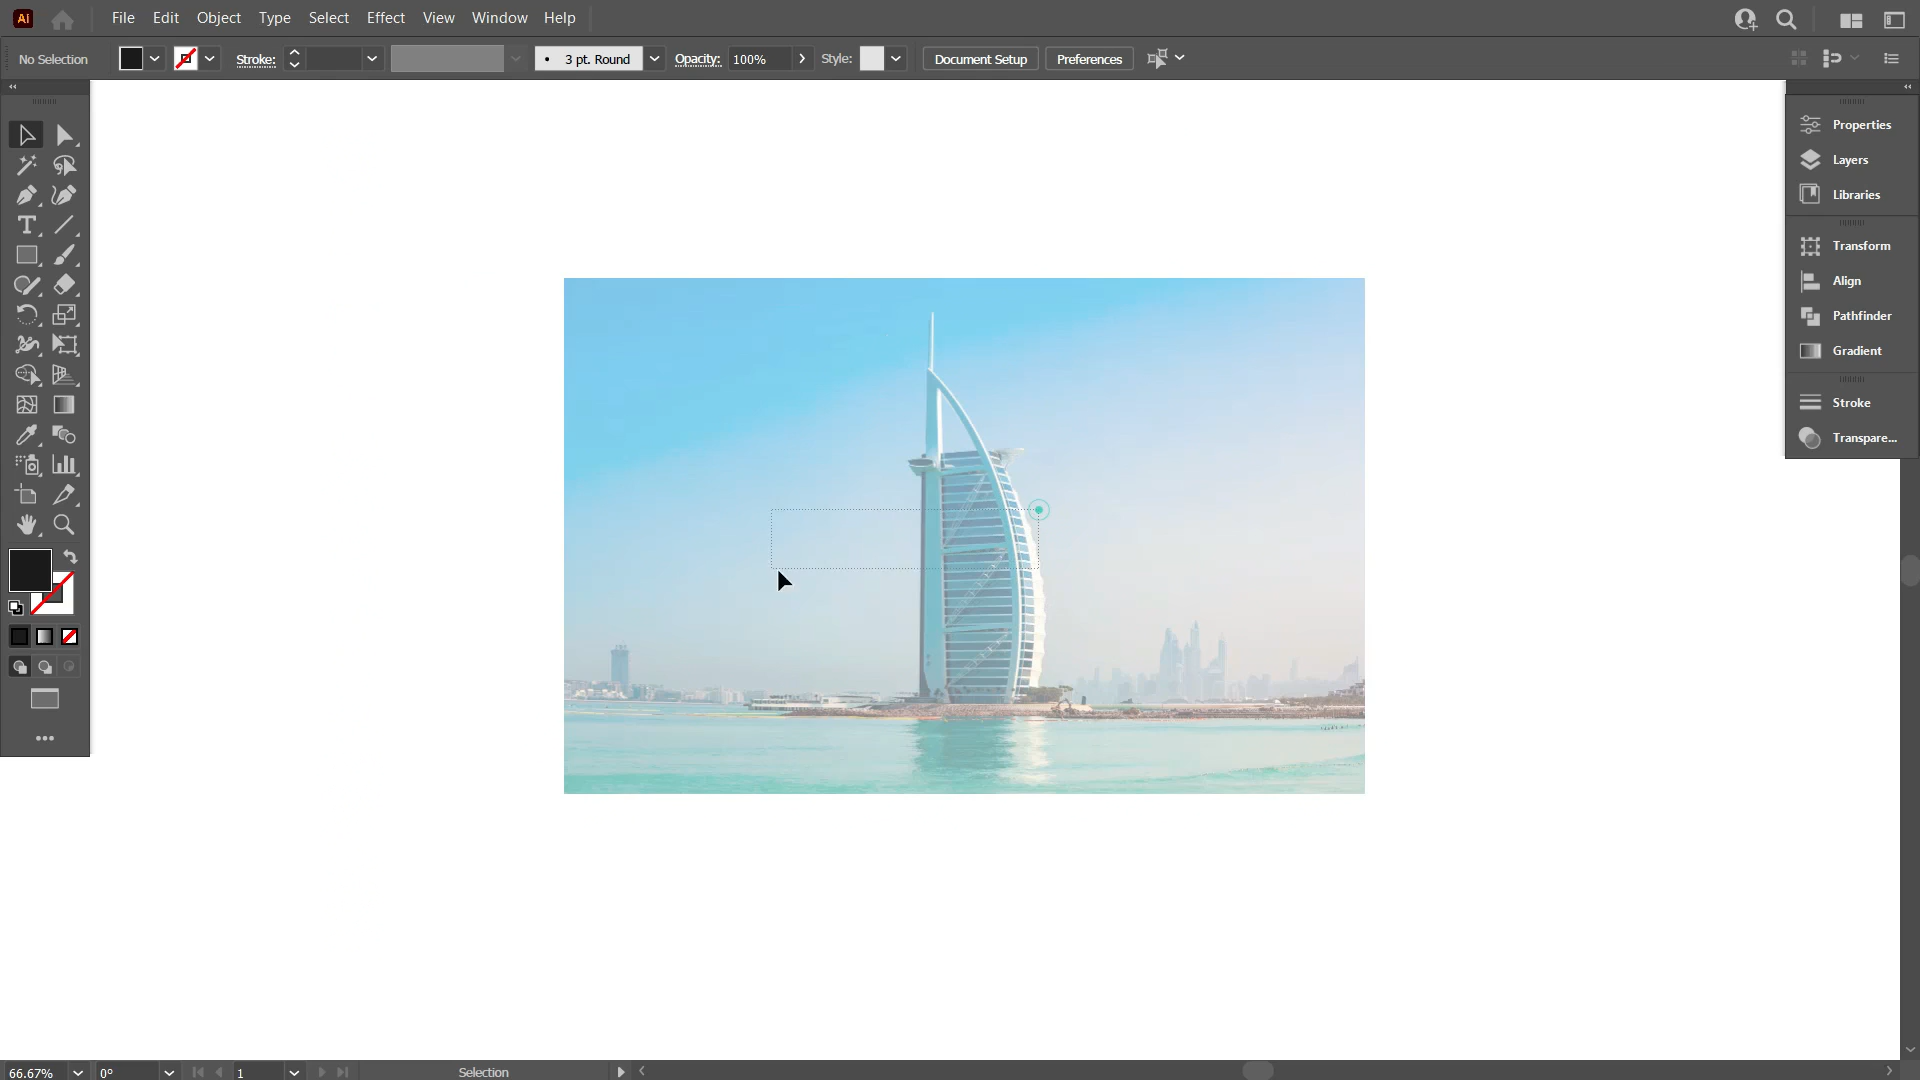 Ai File Edit Object Type Select Effect View Window Help
No Selection Stroke: 3 pt. Round Opacity: 100% Style: Document Setup Preferences
Properties
Layers
Libraries
Transform
Align
Pathfinder
Gradient
Stroke
Transpare...
66.67% 0° 1 Selection